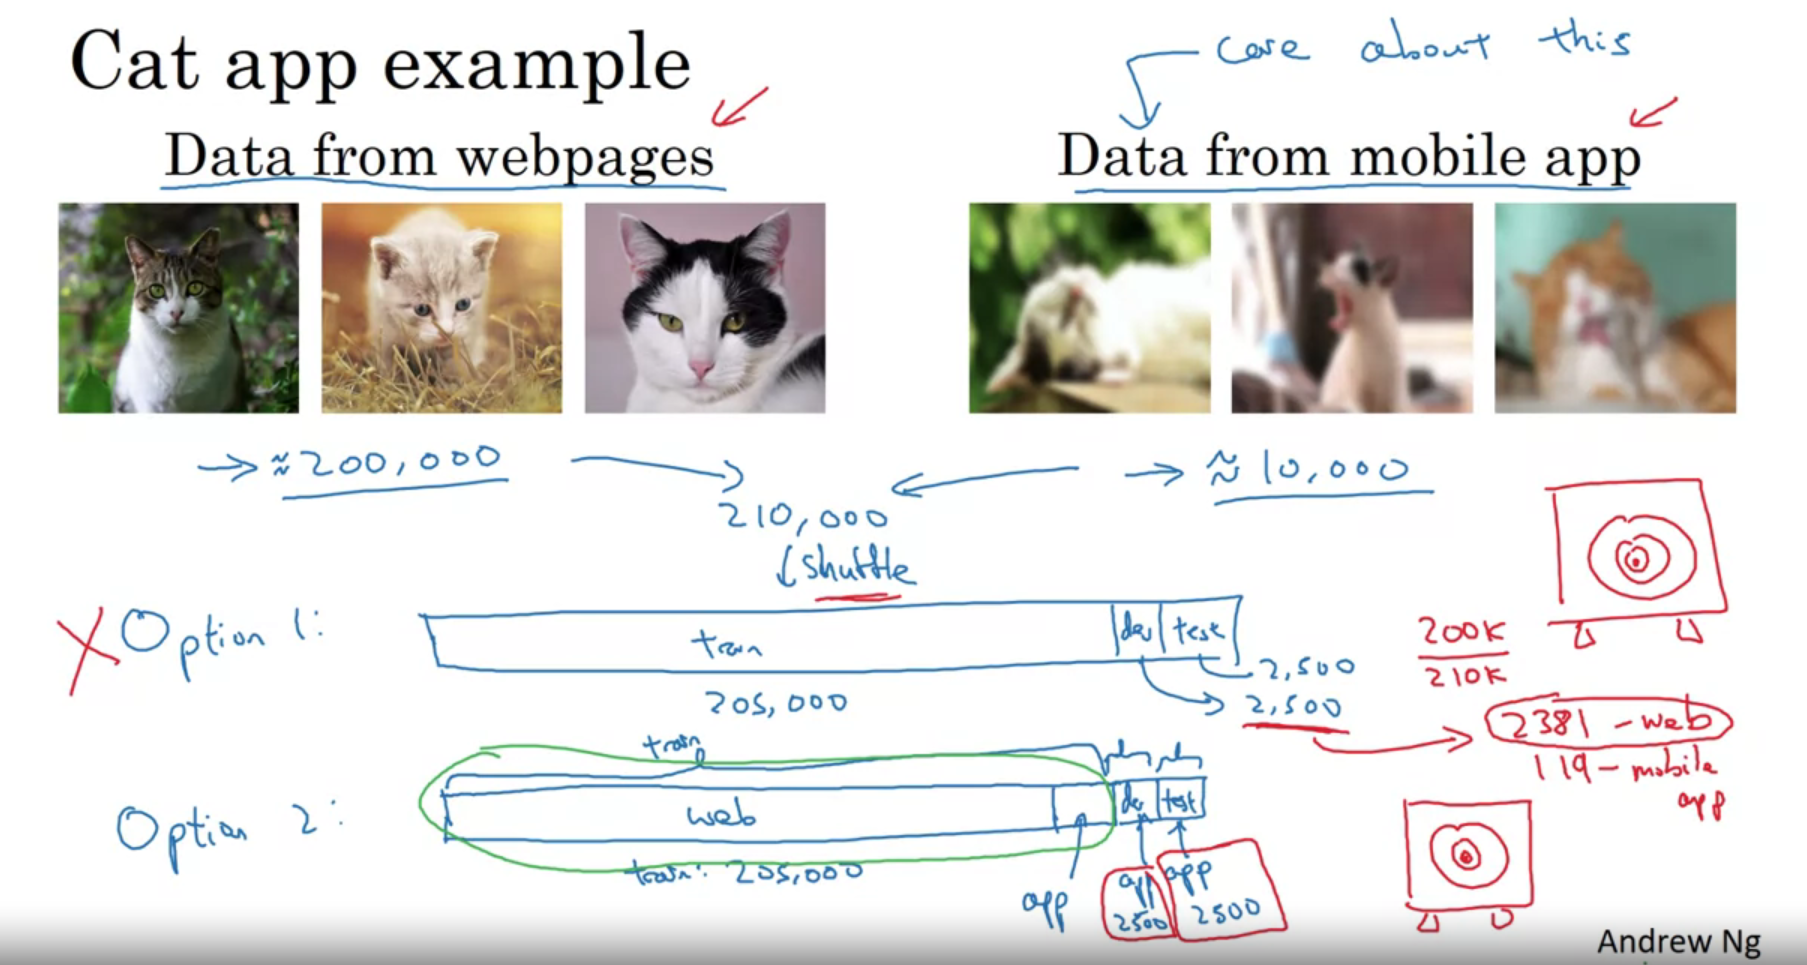 Cat app example
care about this
Data from webpages
Data from mobile app
≈ 200,000
≈ 10,000
210,000
shuffle
Option 1:
train
dev
test
2,500
2,500
205,000
200K
210K
2381 - web
119 - mobile
app
train
Option 2:
web
dev
test
train: 205,000
app
app
2500
app
2500
Andrew Ng